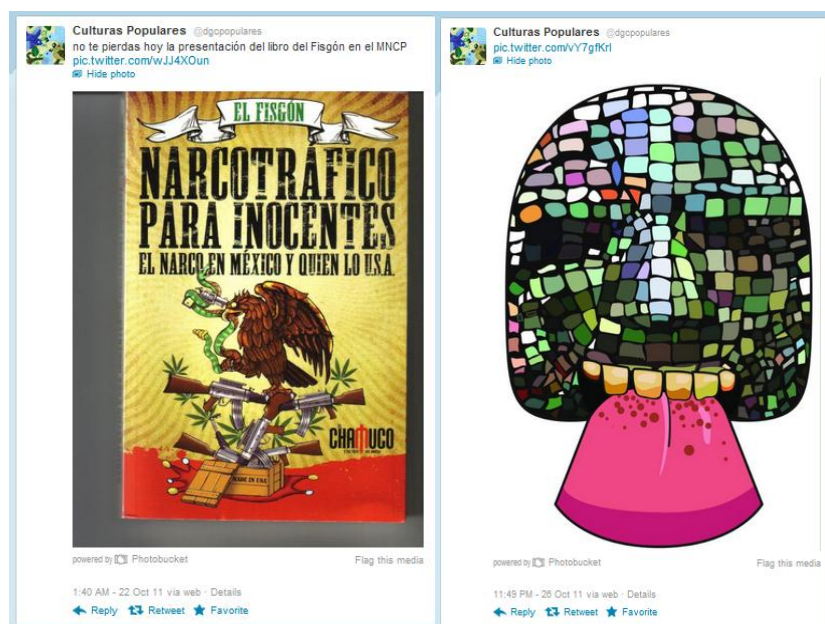 Culturas Populares @dgcpopulares
no te pierdas hoy la presentación del libro del Fisgón en el MNCP
pic.twitter.com/wJJ4XOun
Hide photo
EL FISGÓN
NARCOTRÁFICO
PARA INOCENTES
EL NARCO EN MÉXICO Y QUIEN LO U.S.A.
CHAMUCO
MADE IN USA
powered by Photobucket
Flag this media
1:40 AM - 22 Oct 11 via web · Details
Reply Retweet Favorite
Culturas Populares @dgcpopulares
pic.twitter.com/vY7gfKrl
Hide photo
powered by Photobucket
Flag this media
11:49 PM - 26 Oct 11 via web · Details
Reply Retweet Favorite